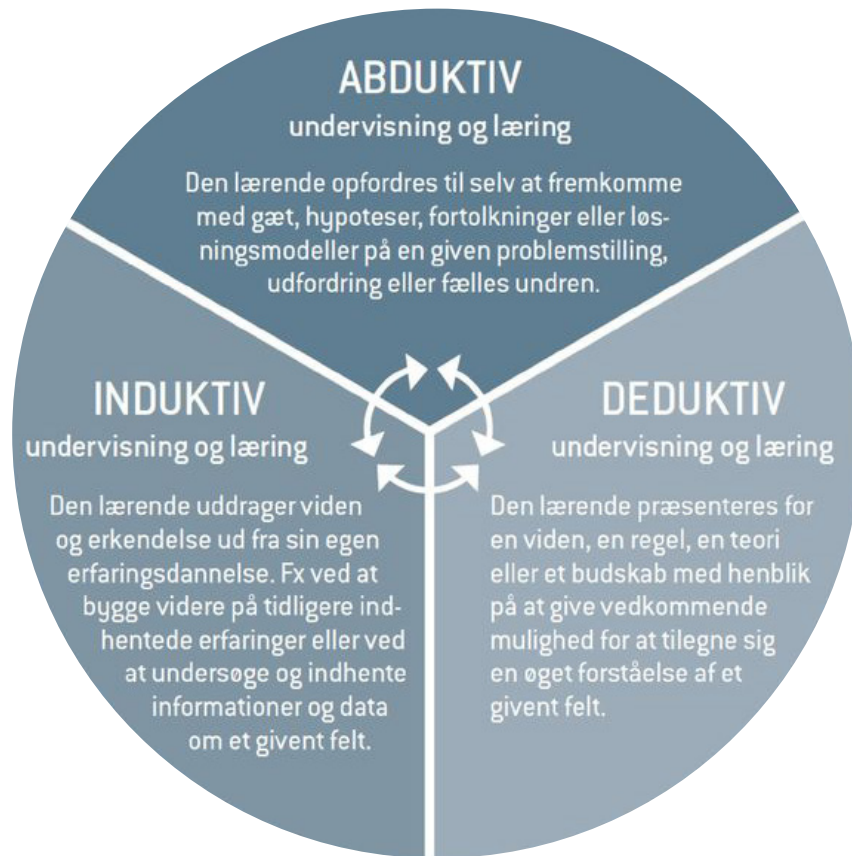 ABDUKTIV
undervisning og læring
Den lærende opfordres til selv at fremkomme
med gæt, hypoteser, fortolkninger eller løs-
ningsmodeller på en given problemstilling,
udfordring eller fælles undren.
INDUKTIV
undervisning og læring
Den lærende uddrager viden
og erkendelse ud fra sin egen
erfaringsdannelse. Fx ved at
bygge videre på tidligere ind-
hentede erfaringer eller ved
at undersøge og indhente
informationer og data
om et givent felt.
DEDUKTIV
undervisning og læring
Den lærende præsenteres for
en viden, en regel, en teori
eller et budskab med henblik
på at give vedkommende
mulighed for at tilegne sig
en øget forståelse af et
givent felt.